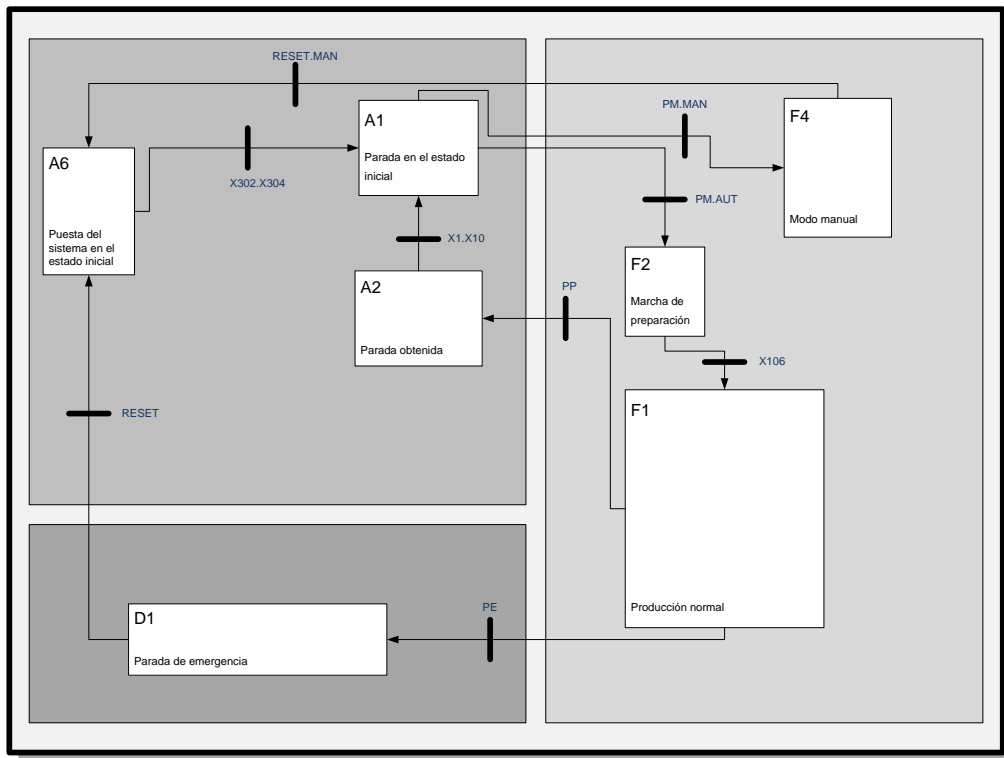 RESET.MAN
A6
Puesta del
sistema en el
estado inicial
X302.X304
A1
Parada en el estado
inicial
PM.MAN
F4
Modo manual
PM.AUT
X1.X10
A2
Parada obtenida
PP
F2
Marcha de
preparación
X106
F1
Producción normal
RESET
D1
Parada de emergencia
PE